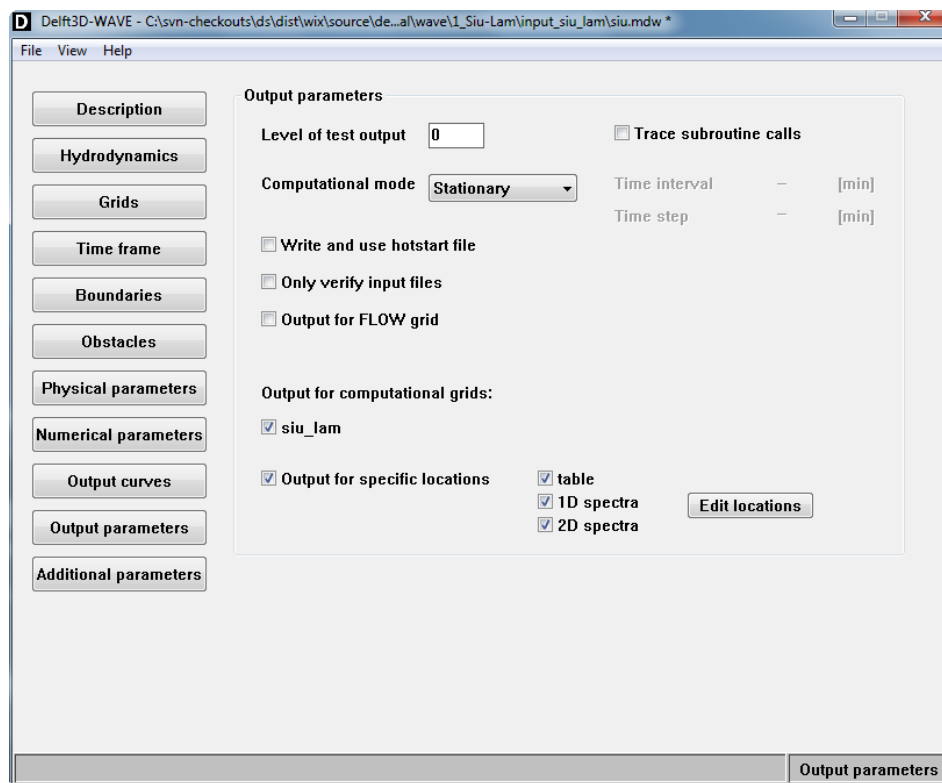 D Delft3D-WAVE - C:\svn-checkouts\ds\dist\wix\source\de...al\wave\1_Siu-Lam\input_siu_lam\siu.mdw *
File View Help
Description
Hydrodynamics
Grids
Time frame
Boundaries
Obstacles
Physical parameters
Numerical parameters
Output curves
Output parameters
Additional parameters
Output parameters
Level of test output 0 Trace subroutine calls
Computational mode Stationary Time interval – [min]
Time step – [min]
Write and use hotstart file
Only verify input files
Output for FLOW grid
Output for computational grids:
siu_lam
Output for specific locations table
1D spectra Edit locations
2D spectra
Output parameters